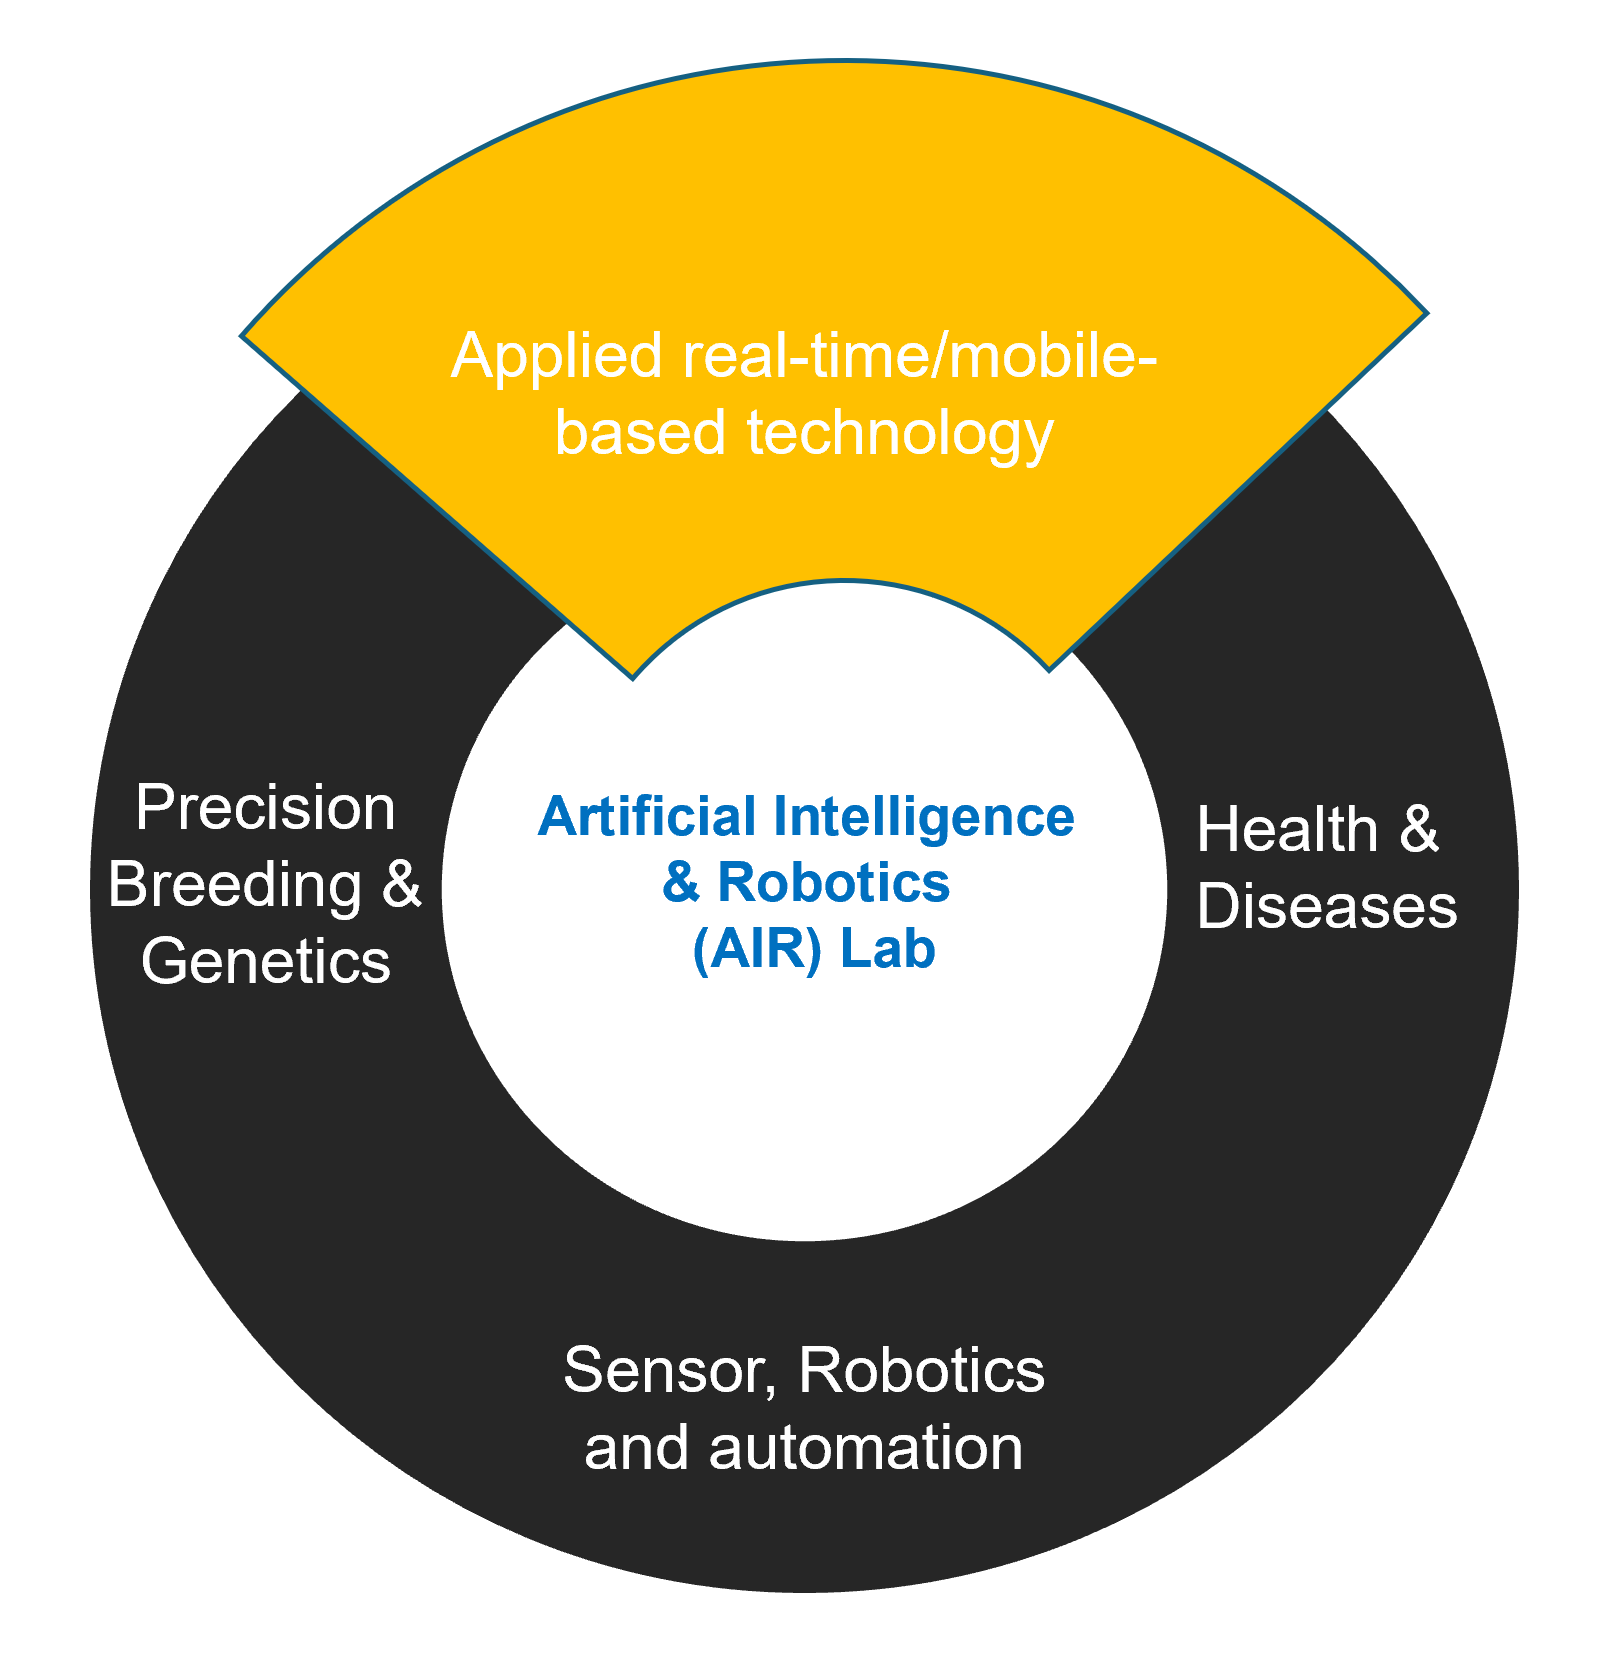 Applied real-time/mobile-
based technology
Precision
Breeding &
Genetics
Artificial Intelligence
& Robotics
(AIR) Lab
Health &
Diseases
Sensor, Robotics
and automation